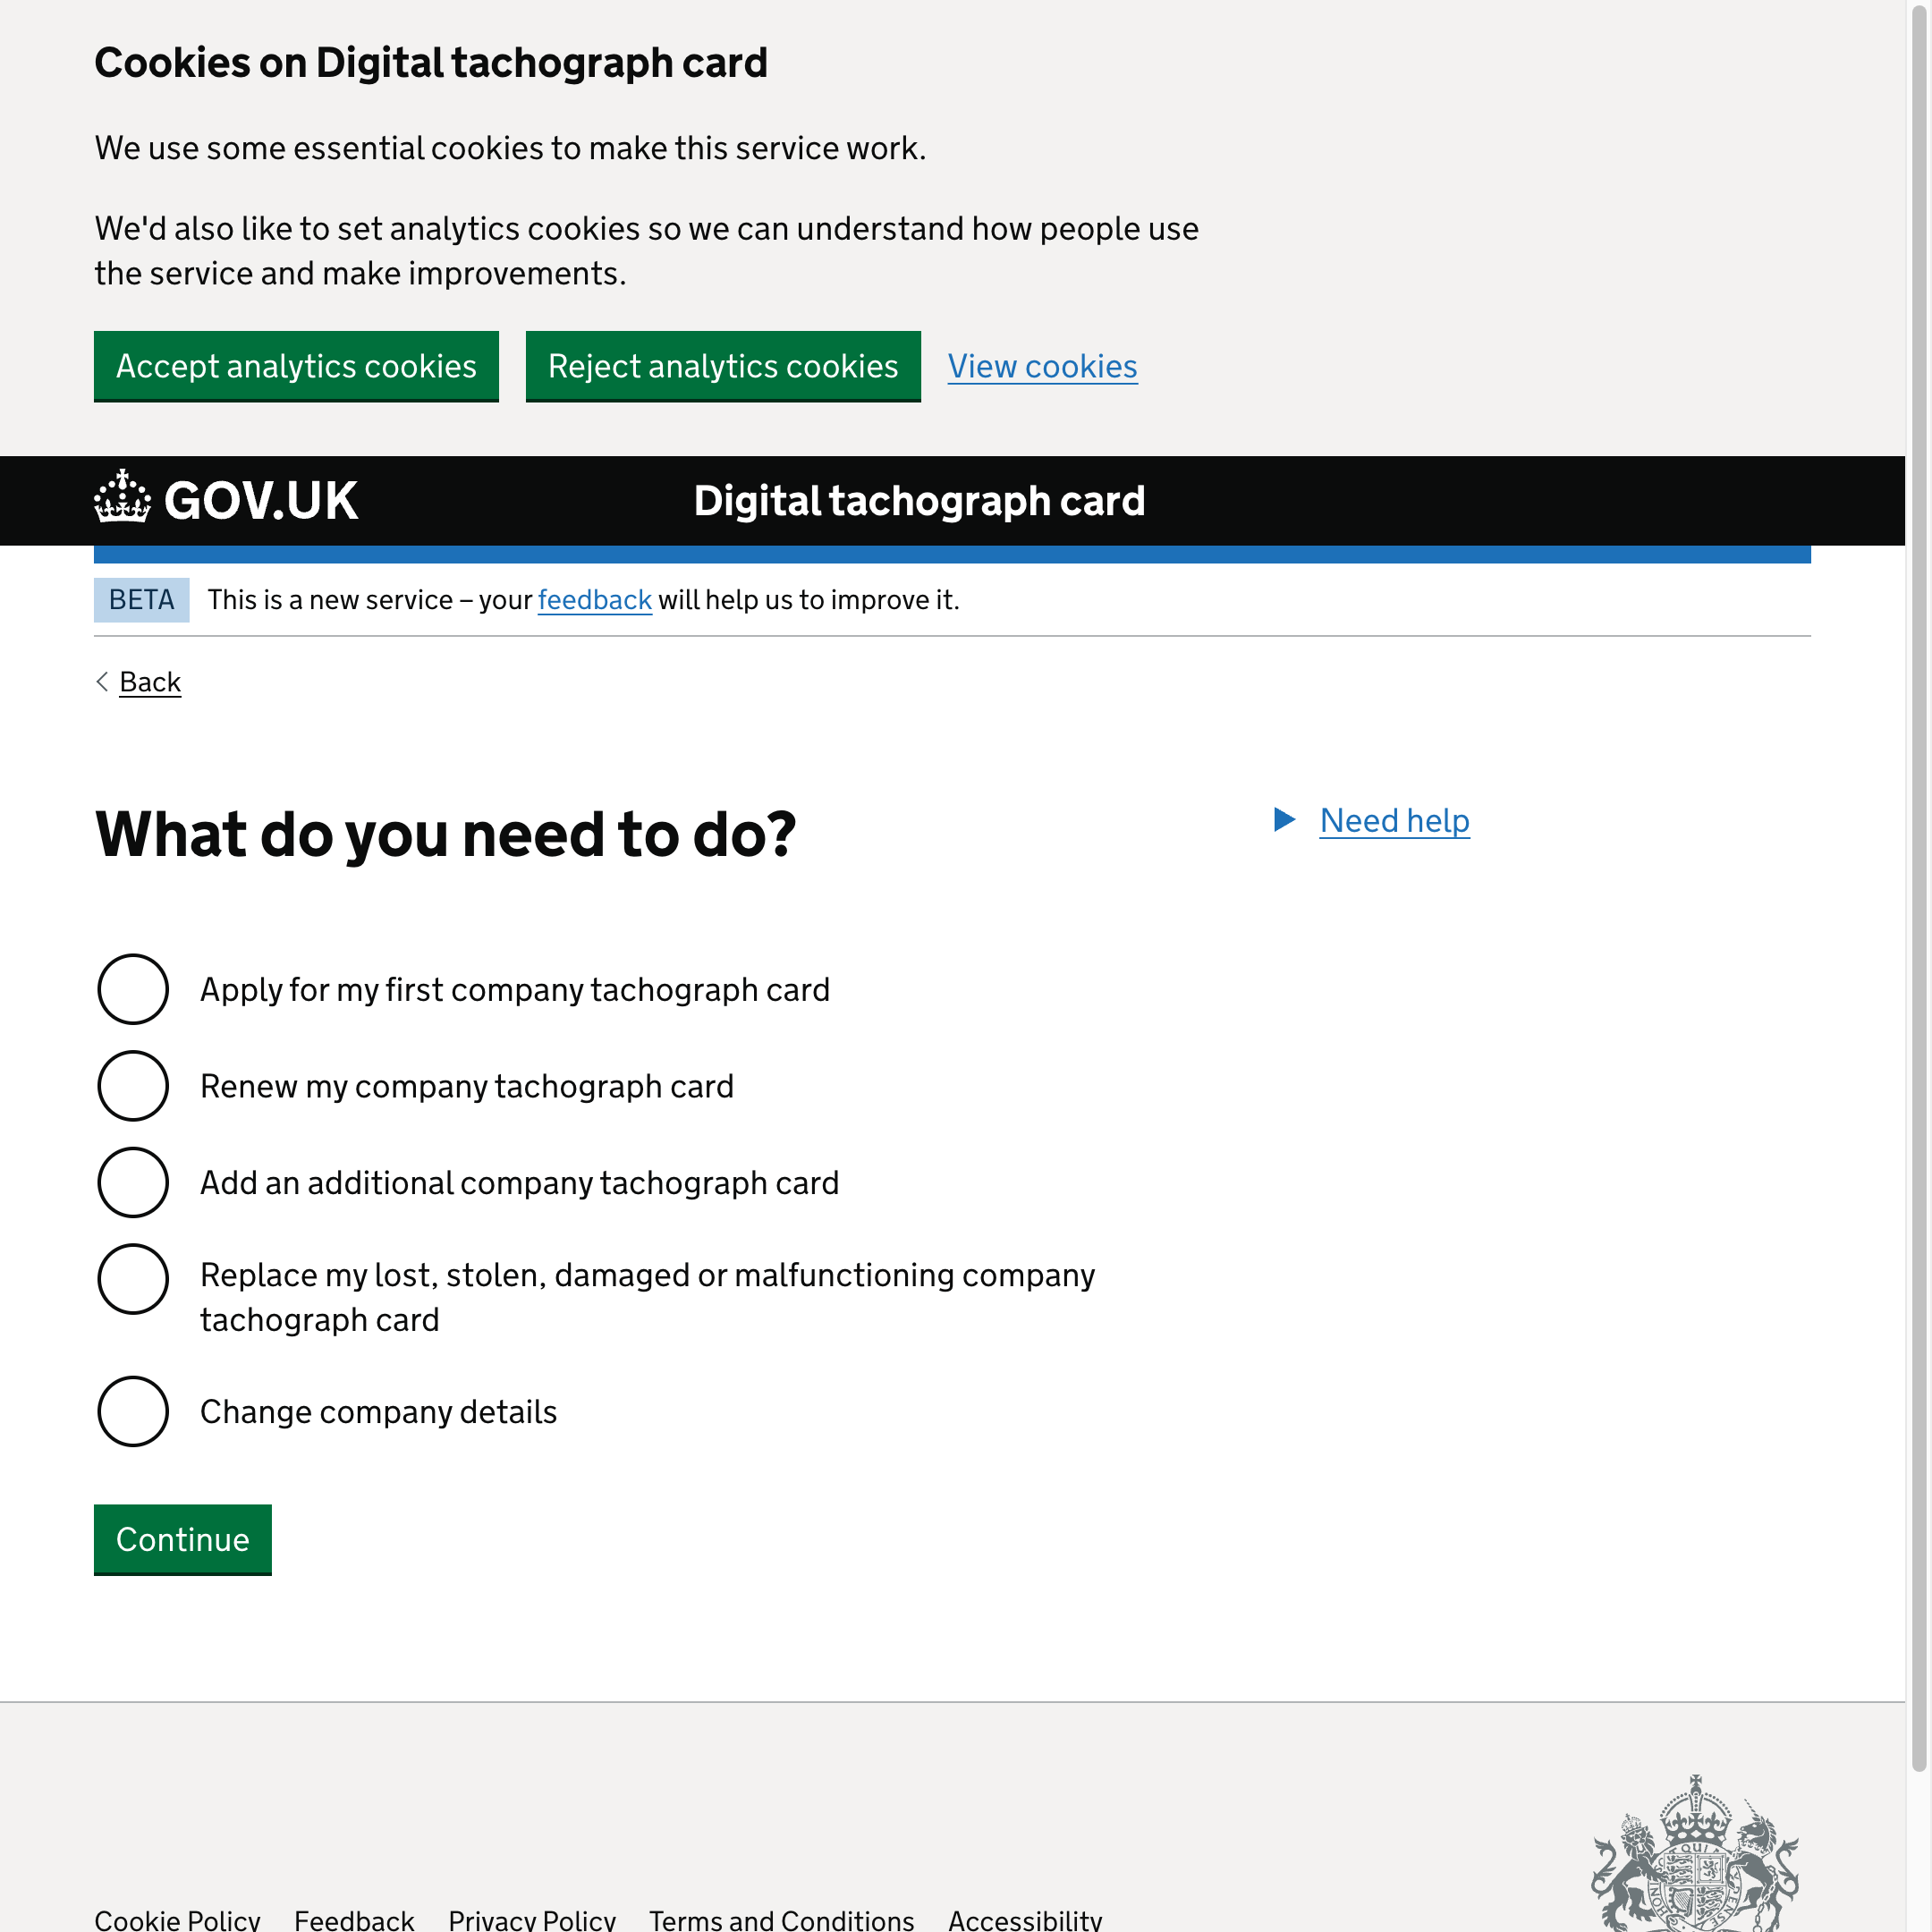 Cookies on Digital tachograph card
We use some essential cookies to make this service work.
We'd also like to set analytics cookies so we can understand how people use
the service and make improvements.
Accept analytics cookies
Reject analytics cookies
View cookies
GOV.UK
Digital tachograph card
BETA
This is a new service – your feedback will help us to improve it.
Back
What do you need to do?
Need help
Apply for my first company tachograph card
Renew my company tachograph card
Add an additional company tachograph card
Replace my lost, stolen, damaged or malfunctioning company
tachograph card
Change company details
Continue
Cookie Policy
Feedback
Privacy Policy
Terms and Conditions
Accessibility